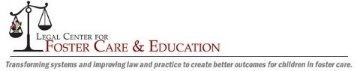 LEGAL CENTER FOR
FOSTER CARE & EDUCATION
Transforming systems and improving law and practice to create better outcomes for children in foster care.